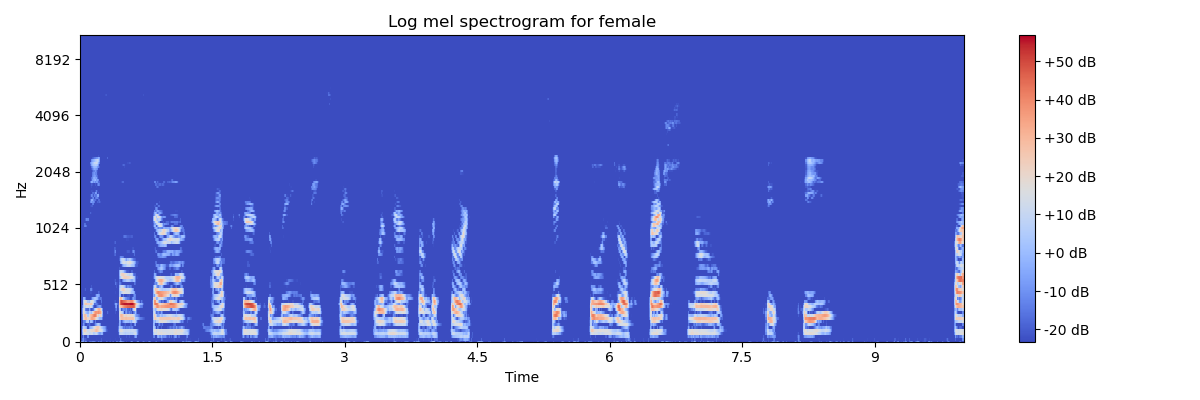 Log mel spectrogram for female
8192
4096
2048
1024
512
0
Hz
0 1.5 3 4.5 6 7.5 9
Time
+50 dB
+40 dB
+30 dB
+20 dB
+10 dB
+0 dB
-10 dB
-20 dB